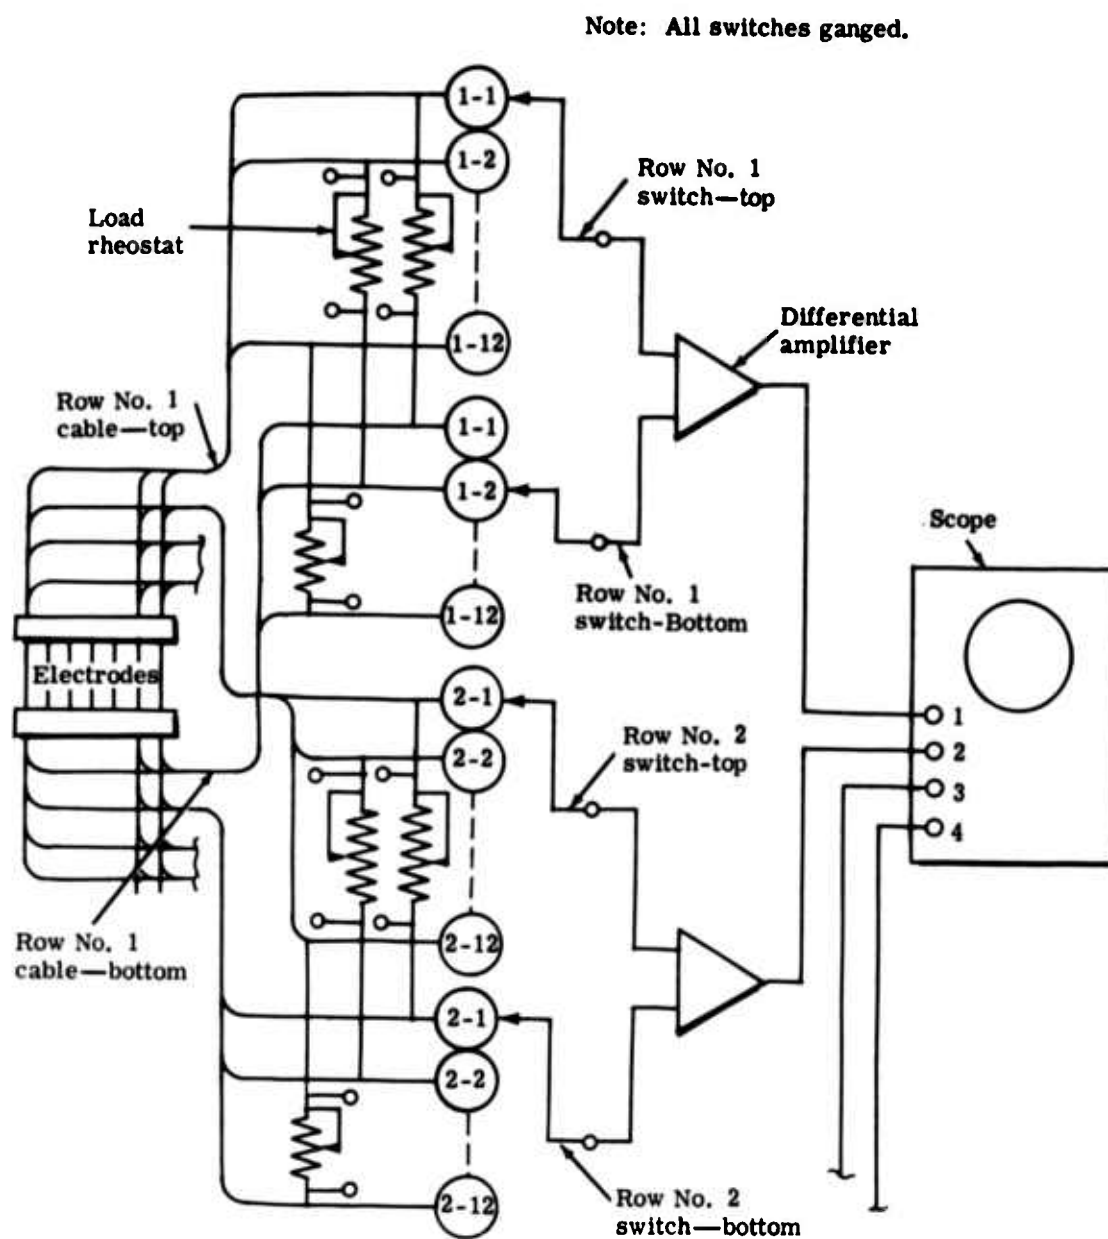 Note: All switches ganged.
1-1
1-2
Row No. 1
switch—top
Load
rheostat
1-12
Differential
amplifier
Row No. 1
cable—top
1-1
1-2
Scope
Row No. 1
switch-Bottom
1-12
Electrodes
2-1
1
Row No. 2
switch-top
2-2
2
3
4
Row No. 1
cable—bottom
2-12
2-1
2-2
Row No. 2
switch—bottom
2-12